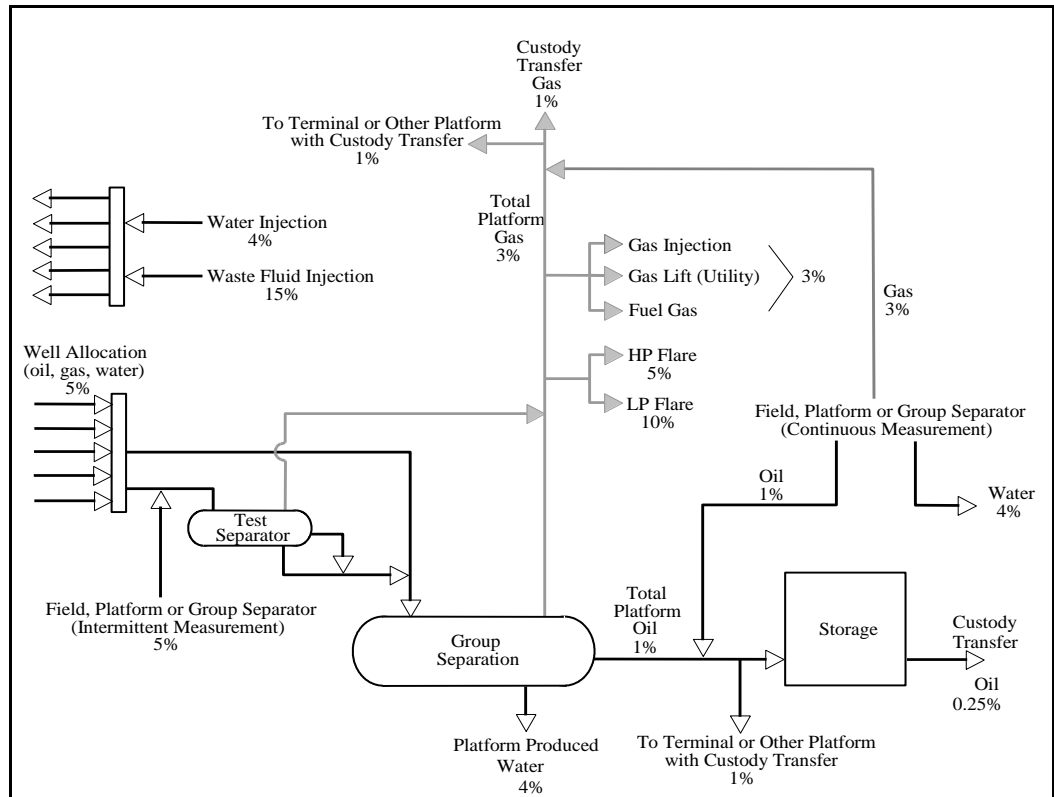 Custody
Transfer
Gas
1%
To Terminal or Other Platform
with Custody Transfer
1%
Total
Platform
Gas
3%
Water Injection
4%
Waste Fluid Injection
15%
Gas Injection
Gas Lift (Utility)
Fuel Gas
3%
Gas
3%
HP Flare
5%
LP Flare
10%
Well Allocation
(oil, gas, water)
5%
Field, Platform or Group Separator
(Continuous Measurement)
Oil
1%
Water
4%
Test
Separator
Field, Platform or Group Separator
(Intermittent Measurement)
5%
Group
Separation
Total
Platform
Oil
1%
Storage
Custody
Transfer
Oil
0.25%
Platform Produced
Water
4%
To Terminal or Other Platform
with Custody Transfer
1%